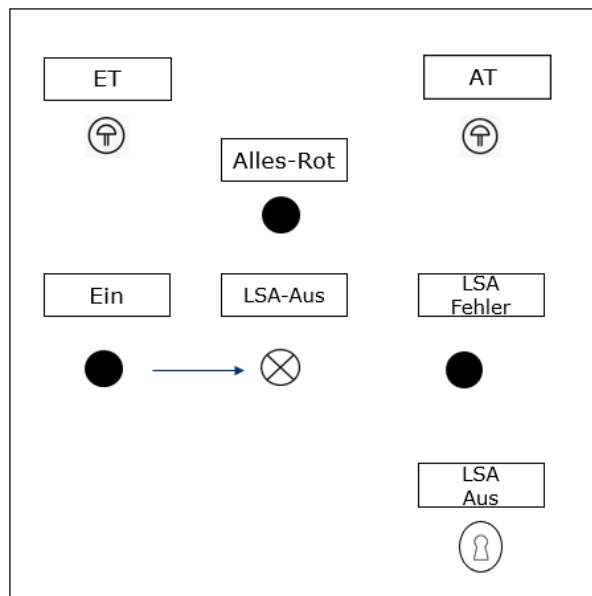 ET
AT
Alles-Rot
Ein
LSA-Aus
LSA
Fehler
LSA
Aus